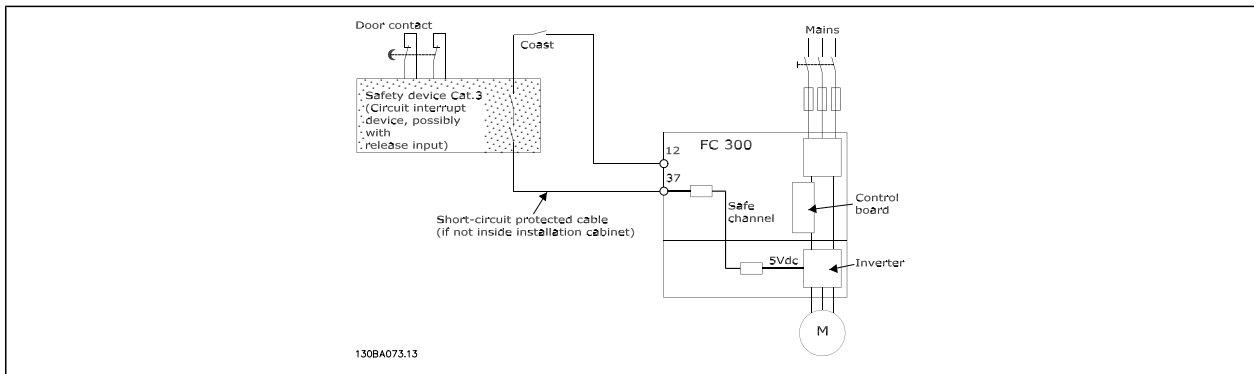 Door contact
Coast
Mains
Safety device Cat.3
(Circuit interrupt
device, possibly
with
release input)
12
FC 300
37
Safe
channel
Control
board
Short-circuit protected cable
(if not inside installation cabinet)
5Vdc
Inverter
M
130BA073.13